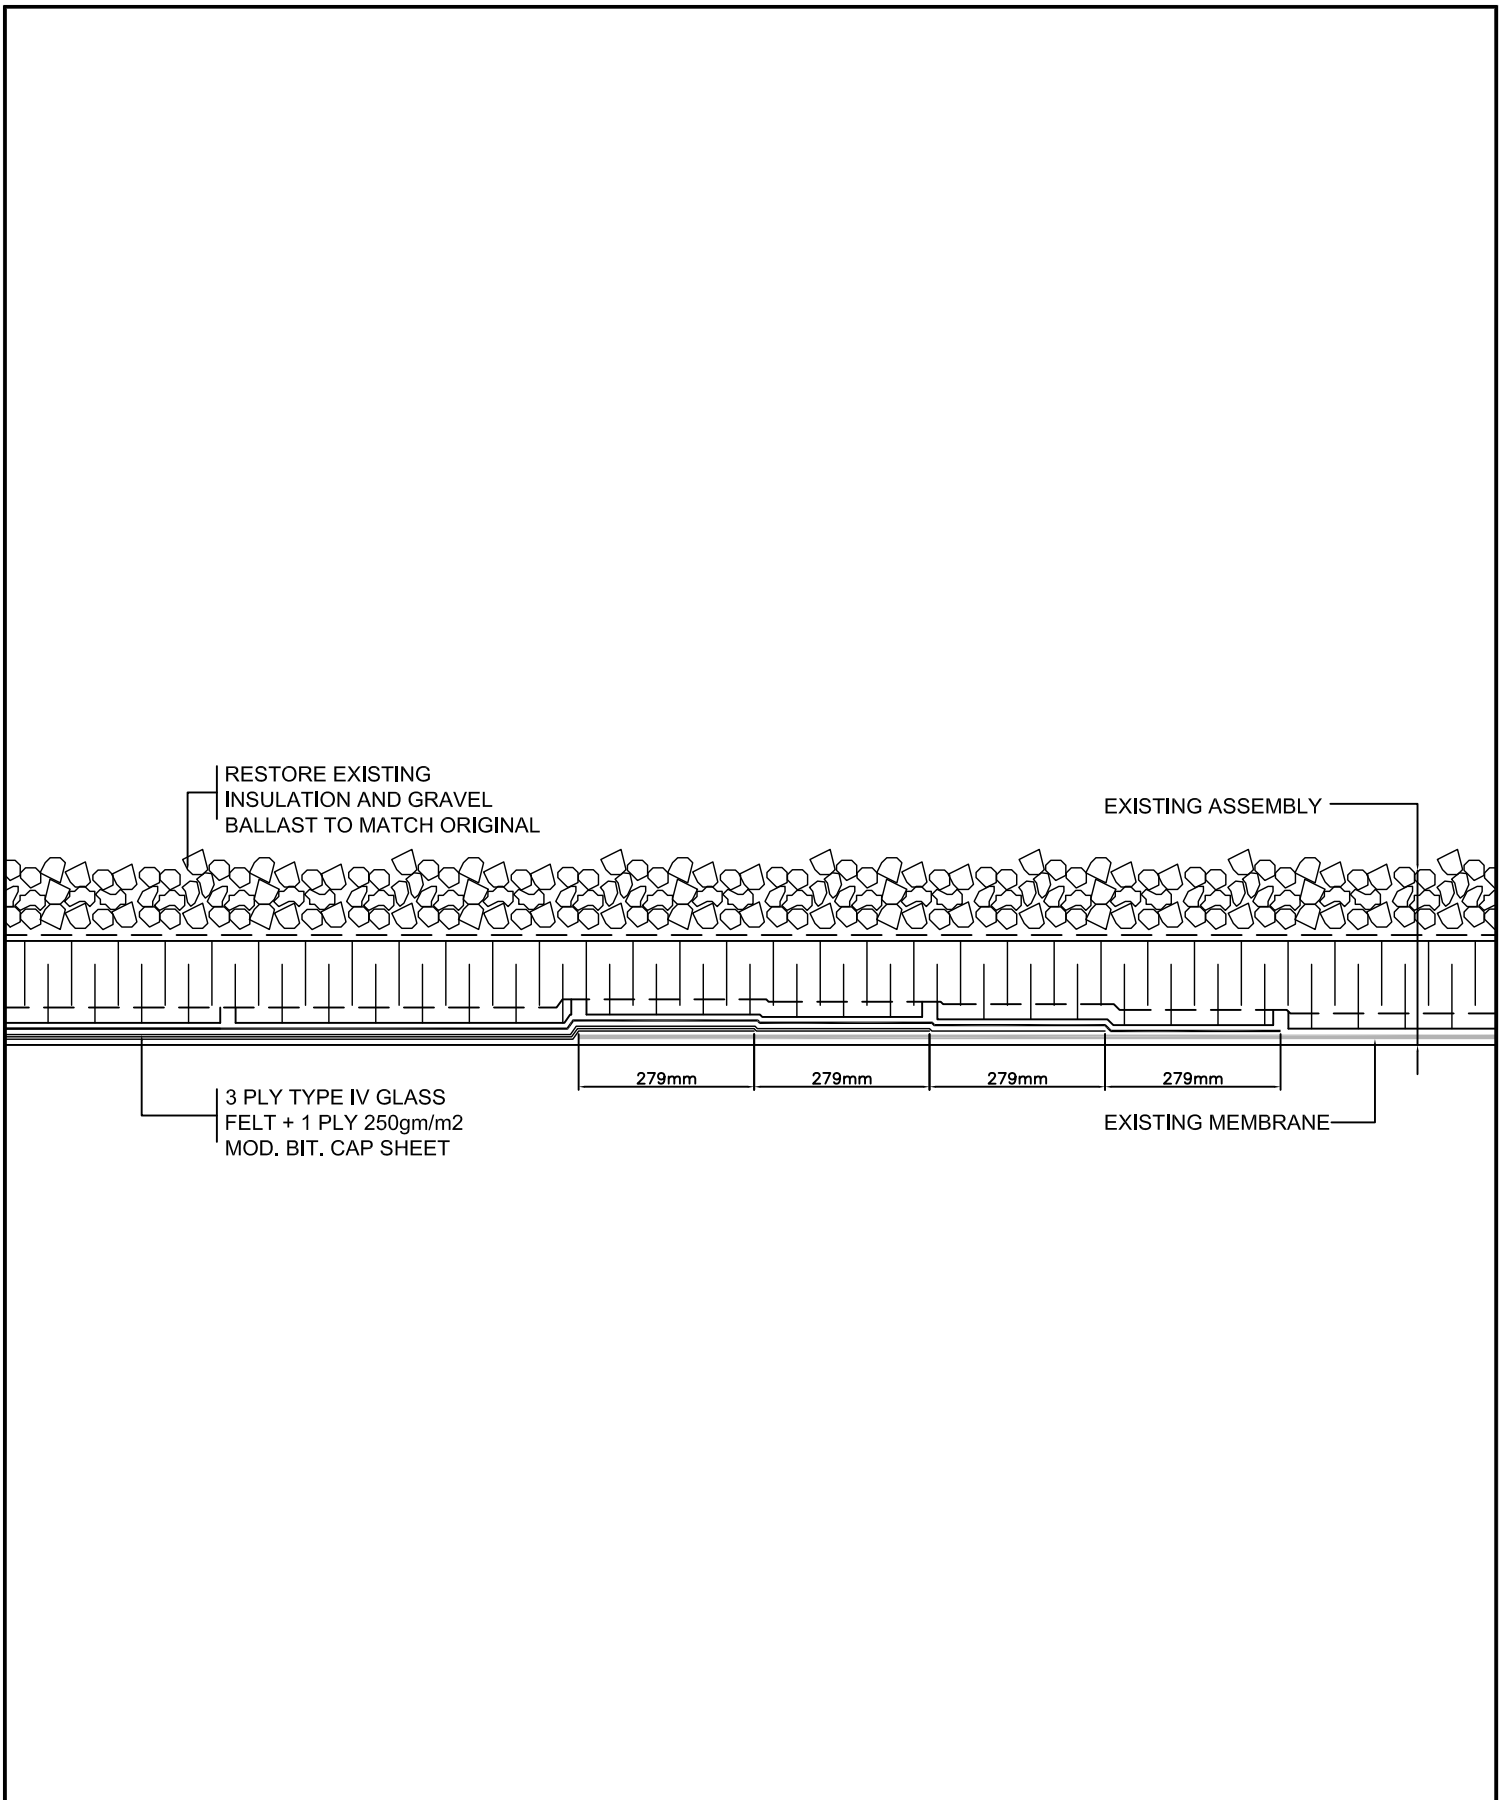 RESTORE EXISTING
INSULATION AND GRAVEL
BALLAST TO MATCH ORIGINAL
EXISTING ASSEMBLY
279mm
279mm
279mm
279mm
3 PLY TYPE IV GLASS
FELT + 1 PLY 250gm/m2
MOD. BIT. CAP SHEET
EXISTING MEMBRANE